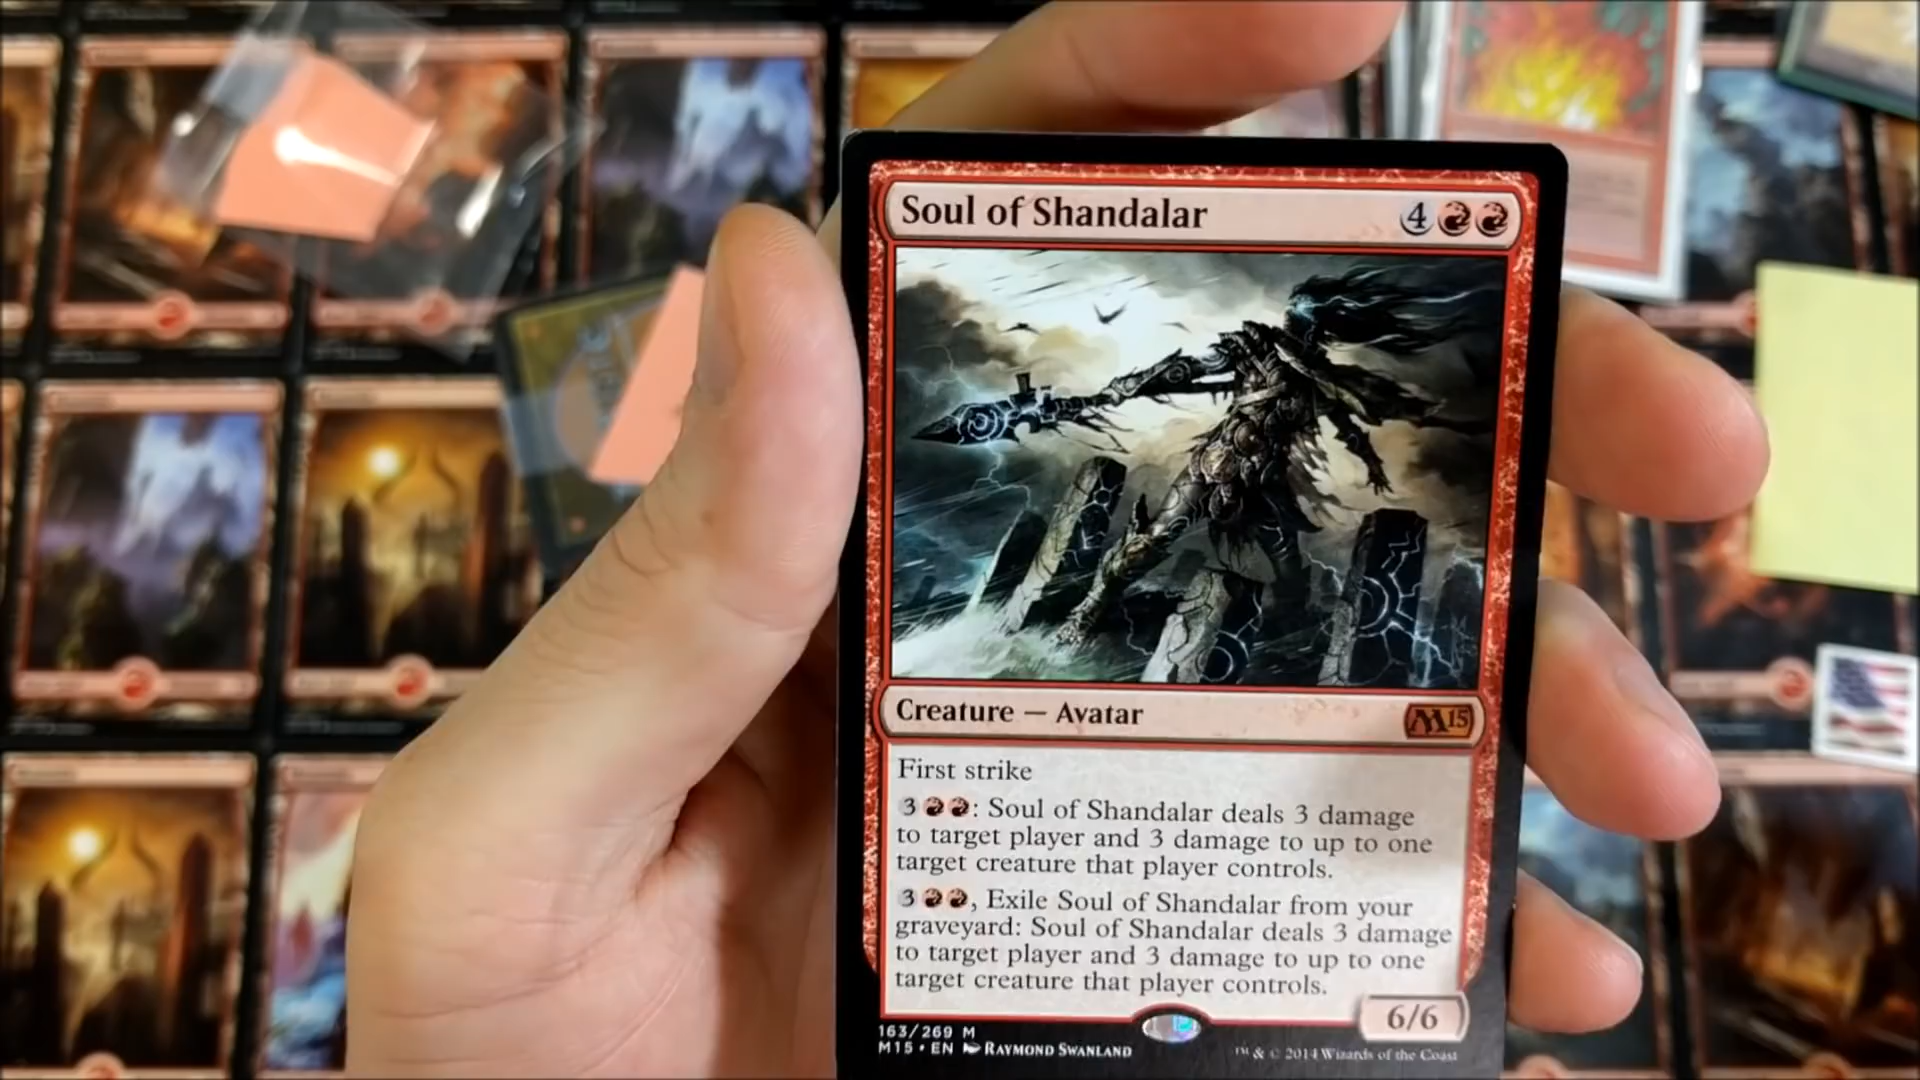 Soul of Shandalar 4
Creature — Avatar M15
First strike
3 : Soul of Shandalar deals 3 damage
to target player and 3 damage to up to one
target creature that player controls.
3 , Exile Soul of Shandalar from your
graveyard: Soul of Shandalar deals 3 damage
to target player and 3 damage to up to one
target creature that player controls.
6/6
163/269 M
M15 • EN RAYMOND SWANLAND
™ & © 2014 Wizards of the Coast